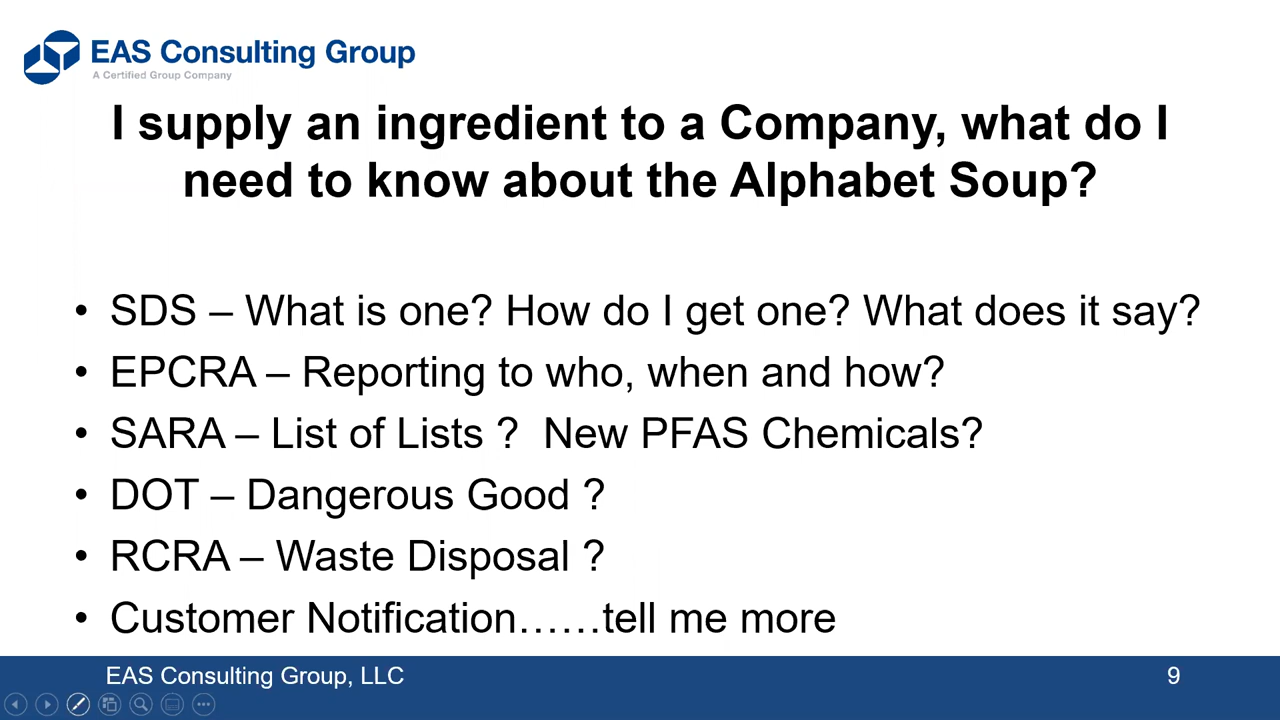 EAS Consulting Group
A Certified Group Company
I supply an ingredient to a Company, what do I
need to know about the Alphabet Soup?
• SDS – What is one? How do I get one? What does it say?
• EPCRA – Reporting to who, when and how?
• SARA – List of Lists ?  New PFAS Chemicals?
• DOT – Dangerous Good ?
• RCRA – Waste Disposal ?
• Customer Notification……tell me more
EAS Consulting Group, LLC
9